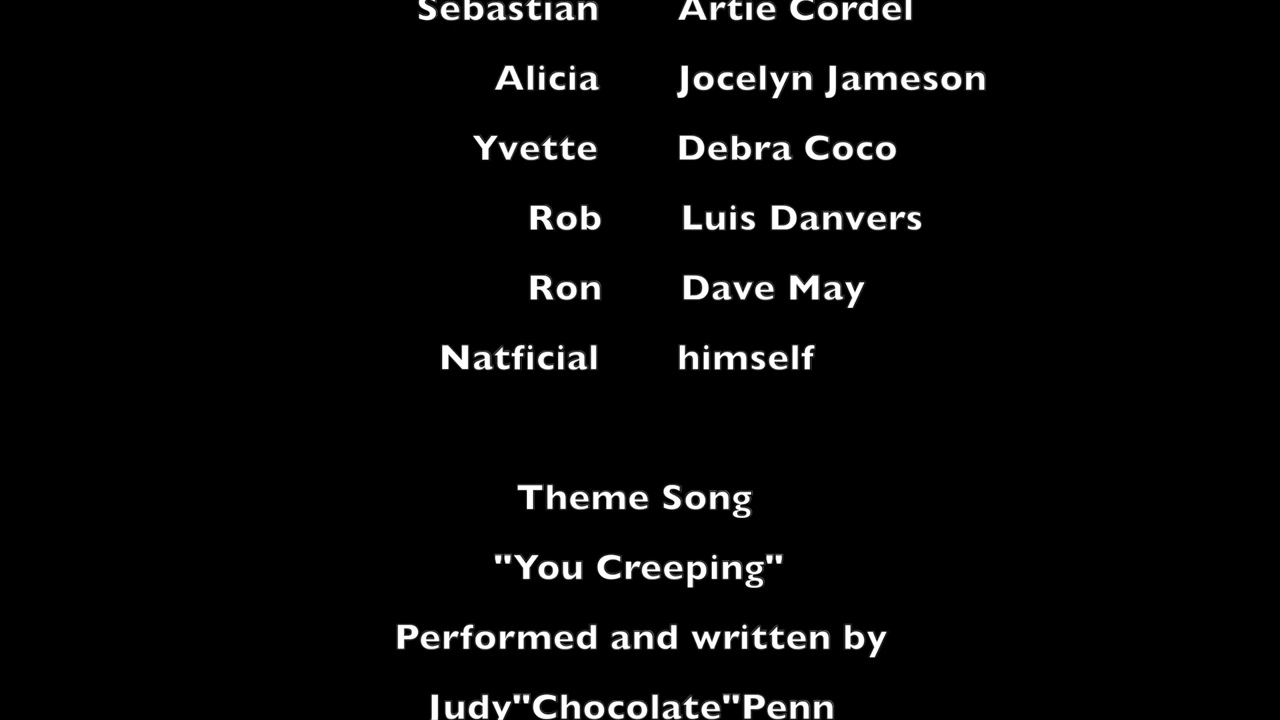 Sebastian Artie Cordel
Alicia Jocelyn Jameson
Yvette Debra Coco
Rob Luis Danvers
Ron Dave May
Natficial himself
Theme Song
"You Creeping"
Performed and written by
Judy"Chocolate"Penn